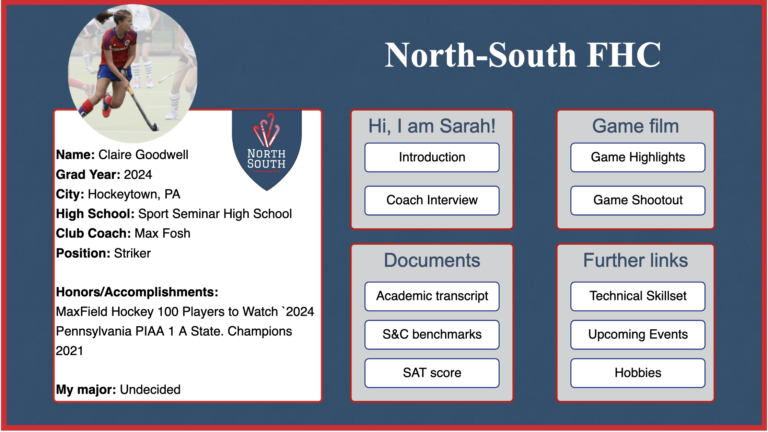 North-South FHC
NORTH
SOUTH
Name: Claire Goodwell
Grad Year: 2024
City: Hockeytown, PA
High School: Sport Seminar High School
Club Coach: Max Fosh
Position: Striker
Honors/Accomplishments:
MaxField Hockey 100 Players to Watch `2024
Pennsylvania PIAA 1 A State. Champions
2021
My major: Undecided
Hi, I am Sarah!
Introduction
Coach Interview
Game film
Game Highlights
Game Shootout
Documents
Academic transcript
S&C benchmarks
SAT score
Further links
Technical Skillset
Upcoming Events
Hobbies